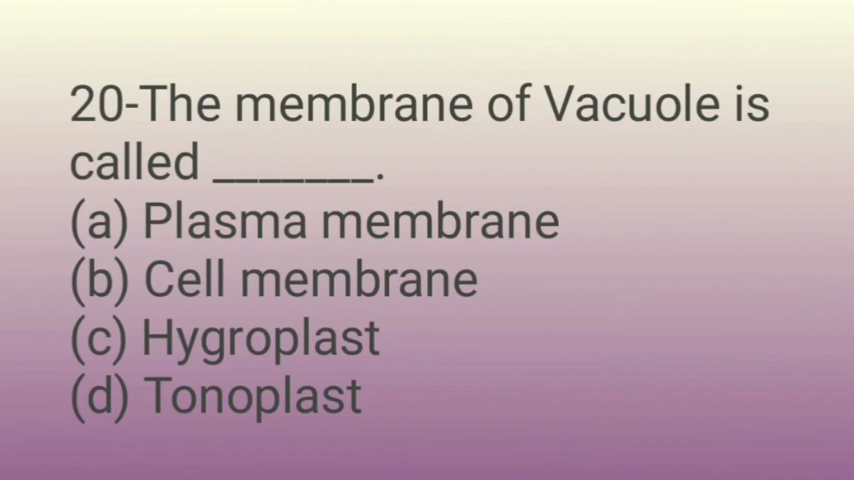 20-The membrane of Vacuole is
called _______.
(a) Plasma membrane
(b) Cell membrane
(c) Hygroplast
(d) Tonoplast